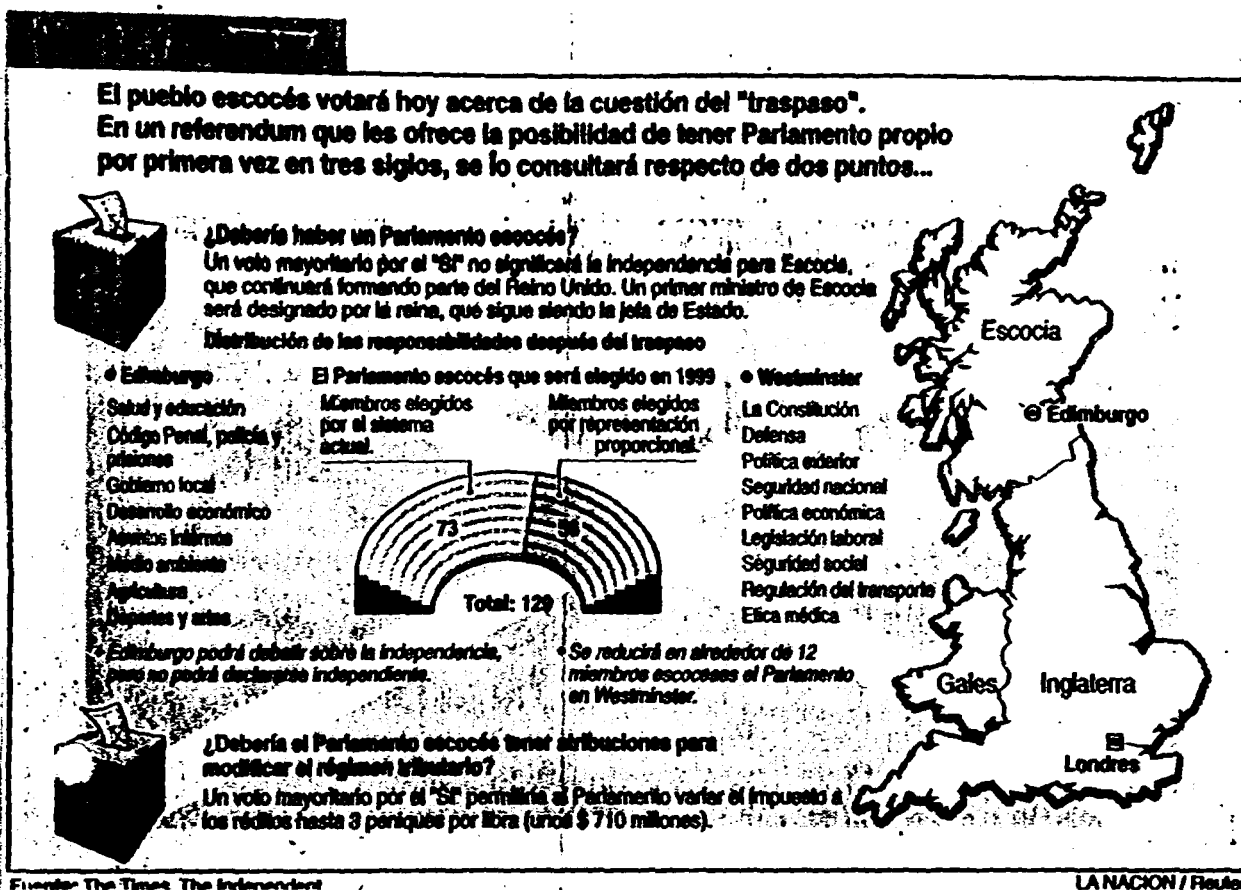 El pueblo escocés votará hoy acerca de la cuestión del "traspaso".
En un referendum que les ofrece la posibilidad de tener Parlamento propio
por primera vez en tres siglos, se lo consultará respecto de dos puntos...
¿Debería haber un Parlamento escocés?
Un voto mayoritario por el "SI" no significará la independencia para Escocia,
que continuará formando parte del Reino Unido. Un primer ministro de Escocia
será designado por la reina, que sigue siendo la jefa de Estado.
Distribución de las responsabilidades después del traspaso
• Edimburgo
Salud y educación
Código Penal, policía y
prisiones
Gobierno local
Desarrollo económico
Asuntos internos
Medio ambiente
Agricultura
Deportes y artes
El Parlamento escocés que será elegido en 1999
Miembros elegidos
por el sistema
actual.
Miembros elegidos
por representación
proporcional.
73
56
Total: 129
• Westminster
La Constitución
Defensa
Política exterior
Seguridad nacional
Política económica
Legislación laboral
Seguridad social
Regulación del transporte
Etica médica
• Edimburgo podrá debatir sobre la independencia,
pero no podrá declararse independiente.
• Se reducirá en alrededor de 12
miembros escoceses el Parlamento
en Westminster.
¿Debería el Parlamento escocés tener atribuciones para
modificar el régimen tributario?
Un voto mayoritario por el "SI" permitiría al Parlamento variar el impuesto a
los réditos hasta 3 peniques por libra (unos $ 710 millones).
Escocia
Edimburgo
Gales
Inglaterra
Londres
Fuente: The Times, The Independent
LA NACION / Reuter